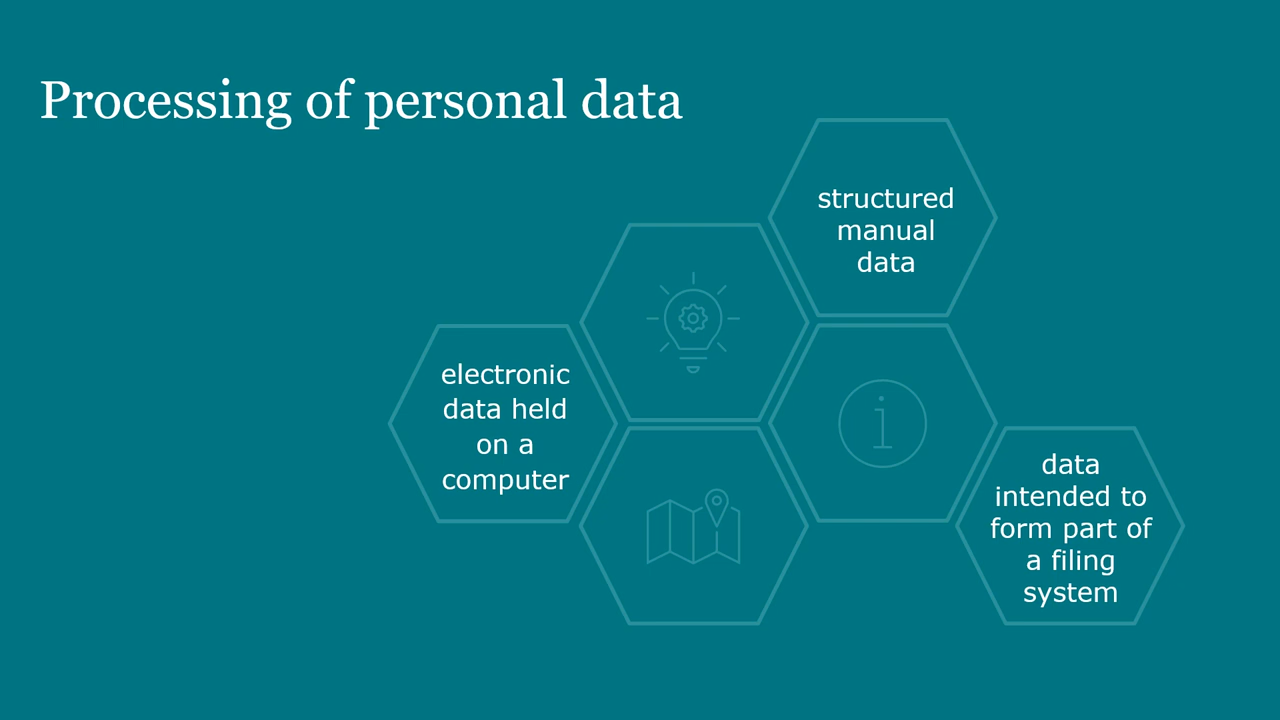 Processing of personal data
structured
manual
data
electronic
data held
on a
computer
data
intended to
form part of
a filing
system